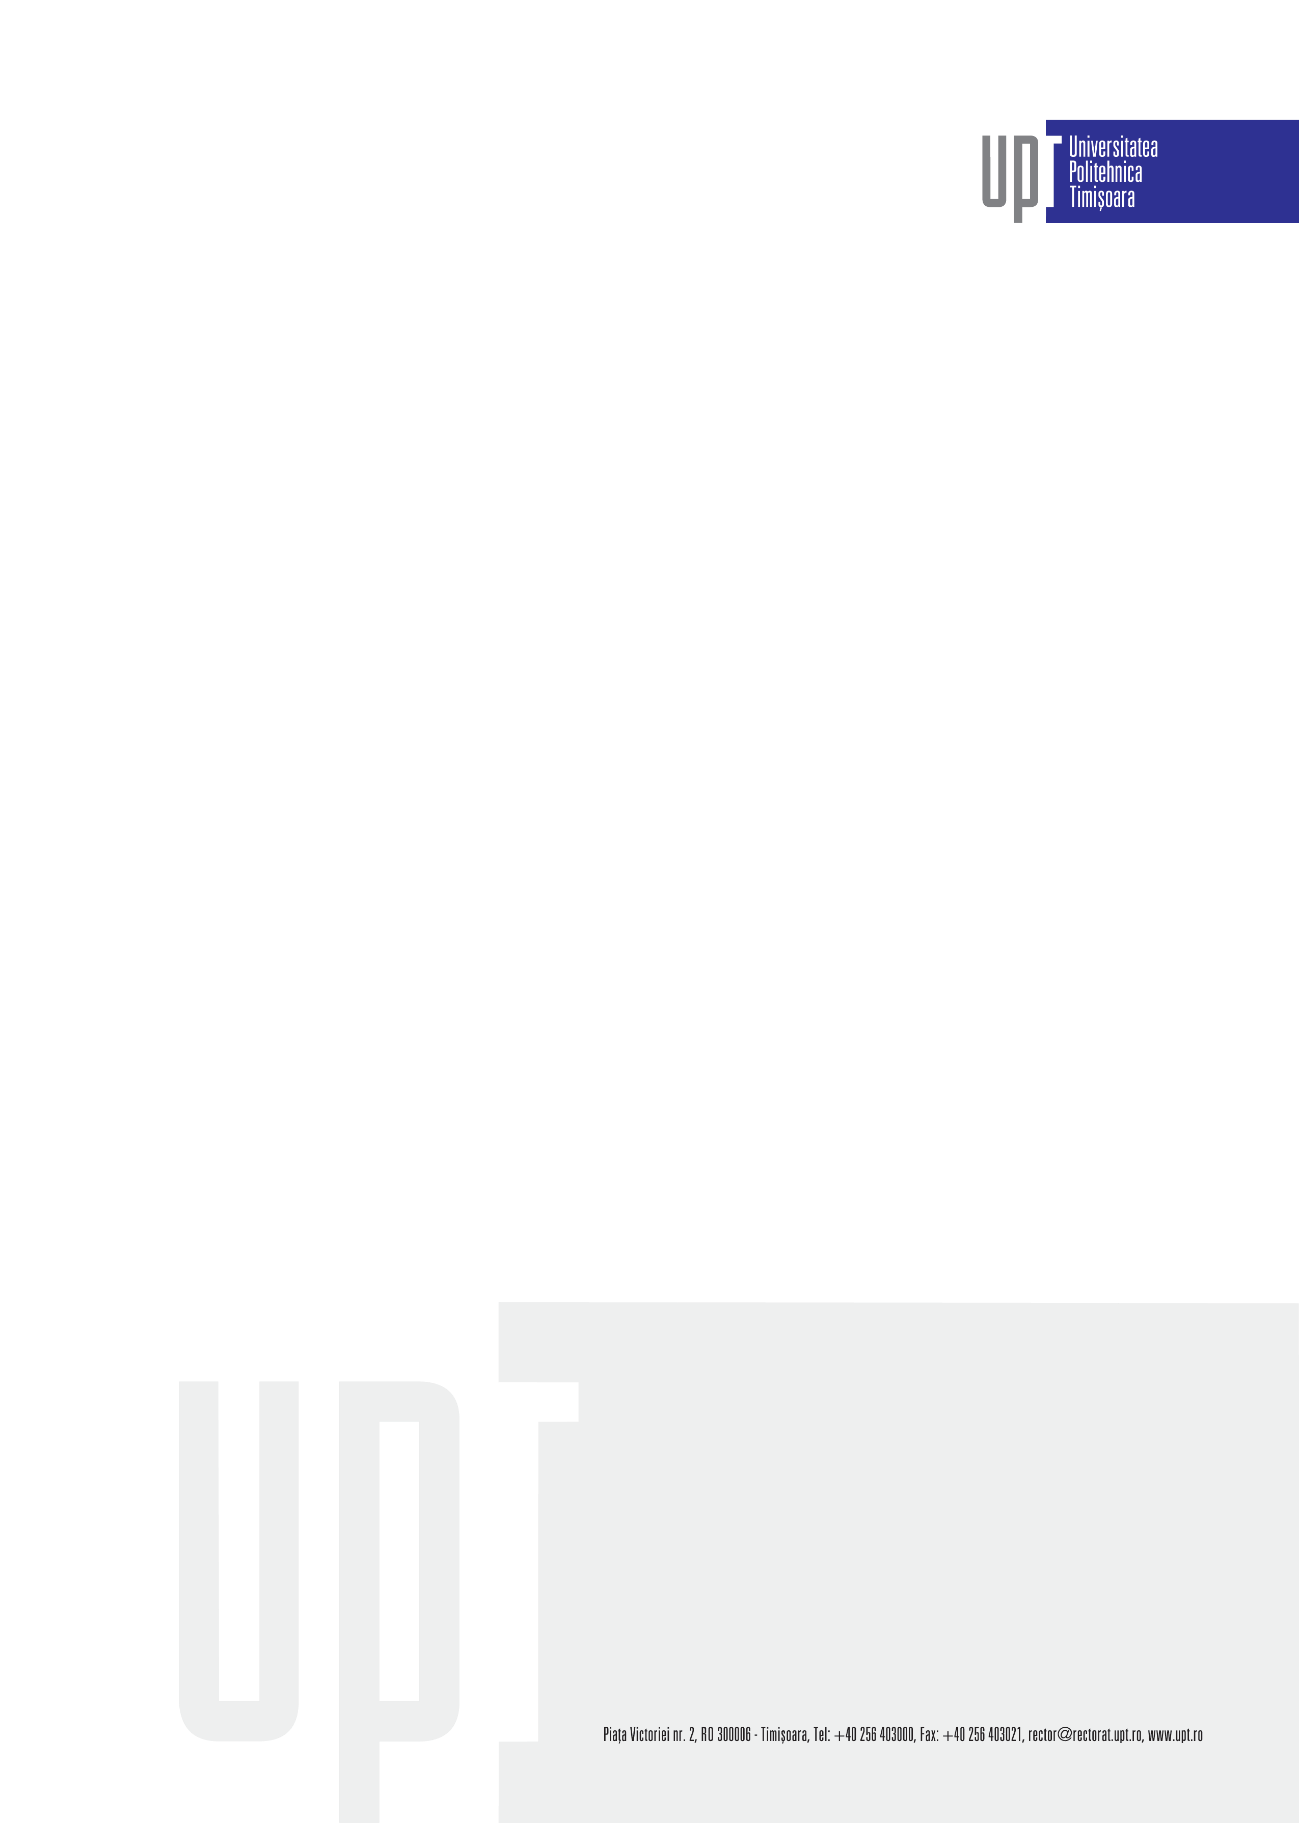 upt
Universitatea
Politehnica
Timișoara
upt
Piața Victoriei nr. 2, RO 300006 - Timișoara, Tel: +40 256 403000, Fax: +40 256 403021, rector@rectorat.upt.ro, www.upt.ro